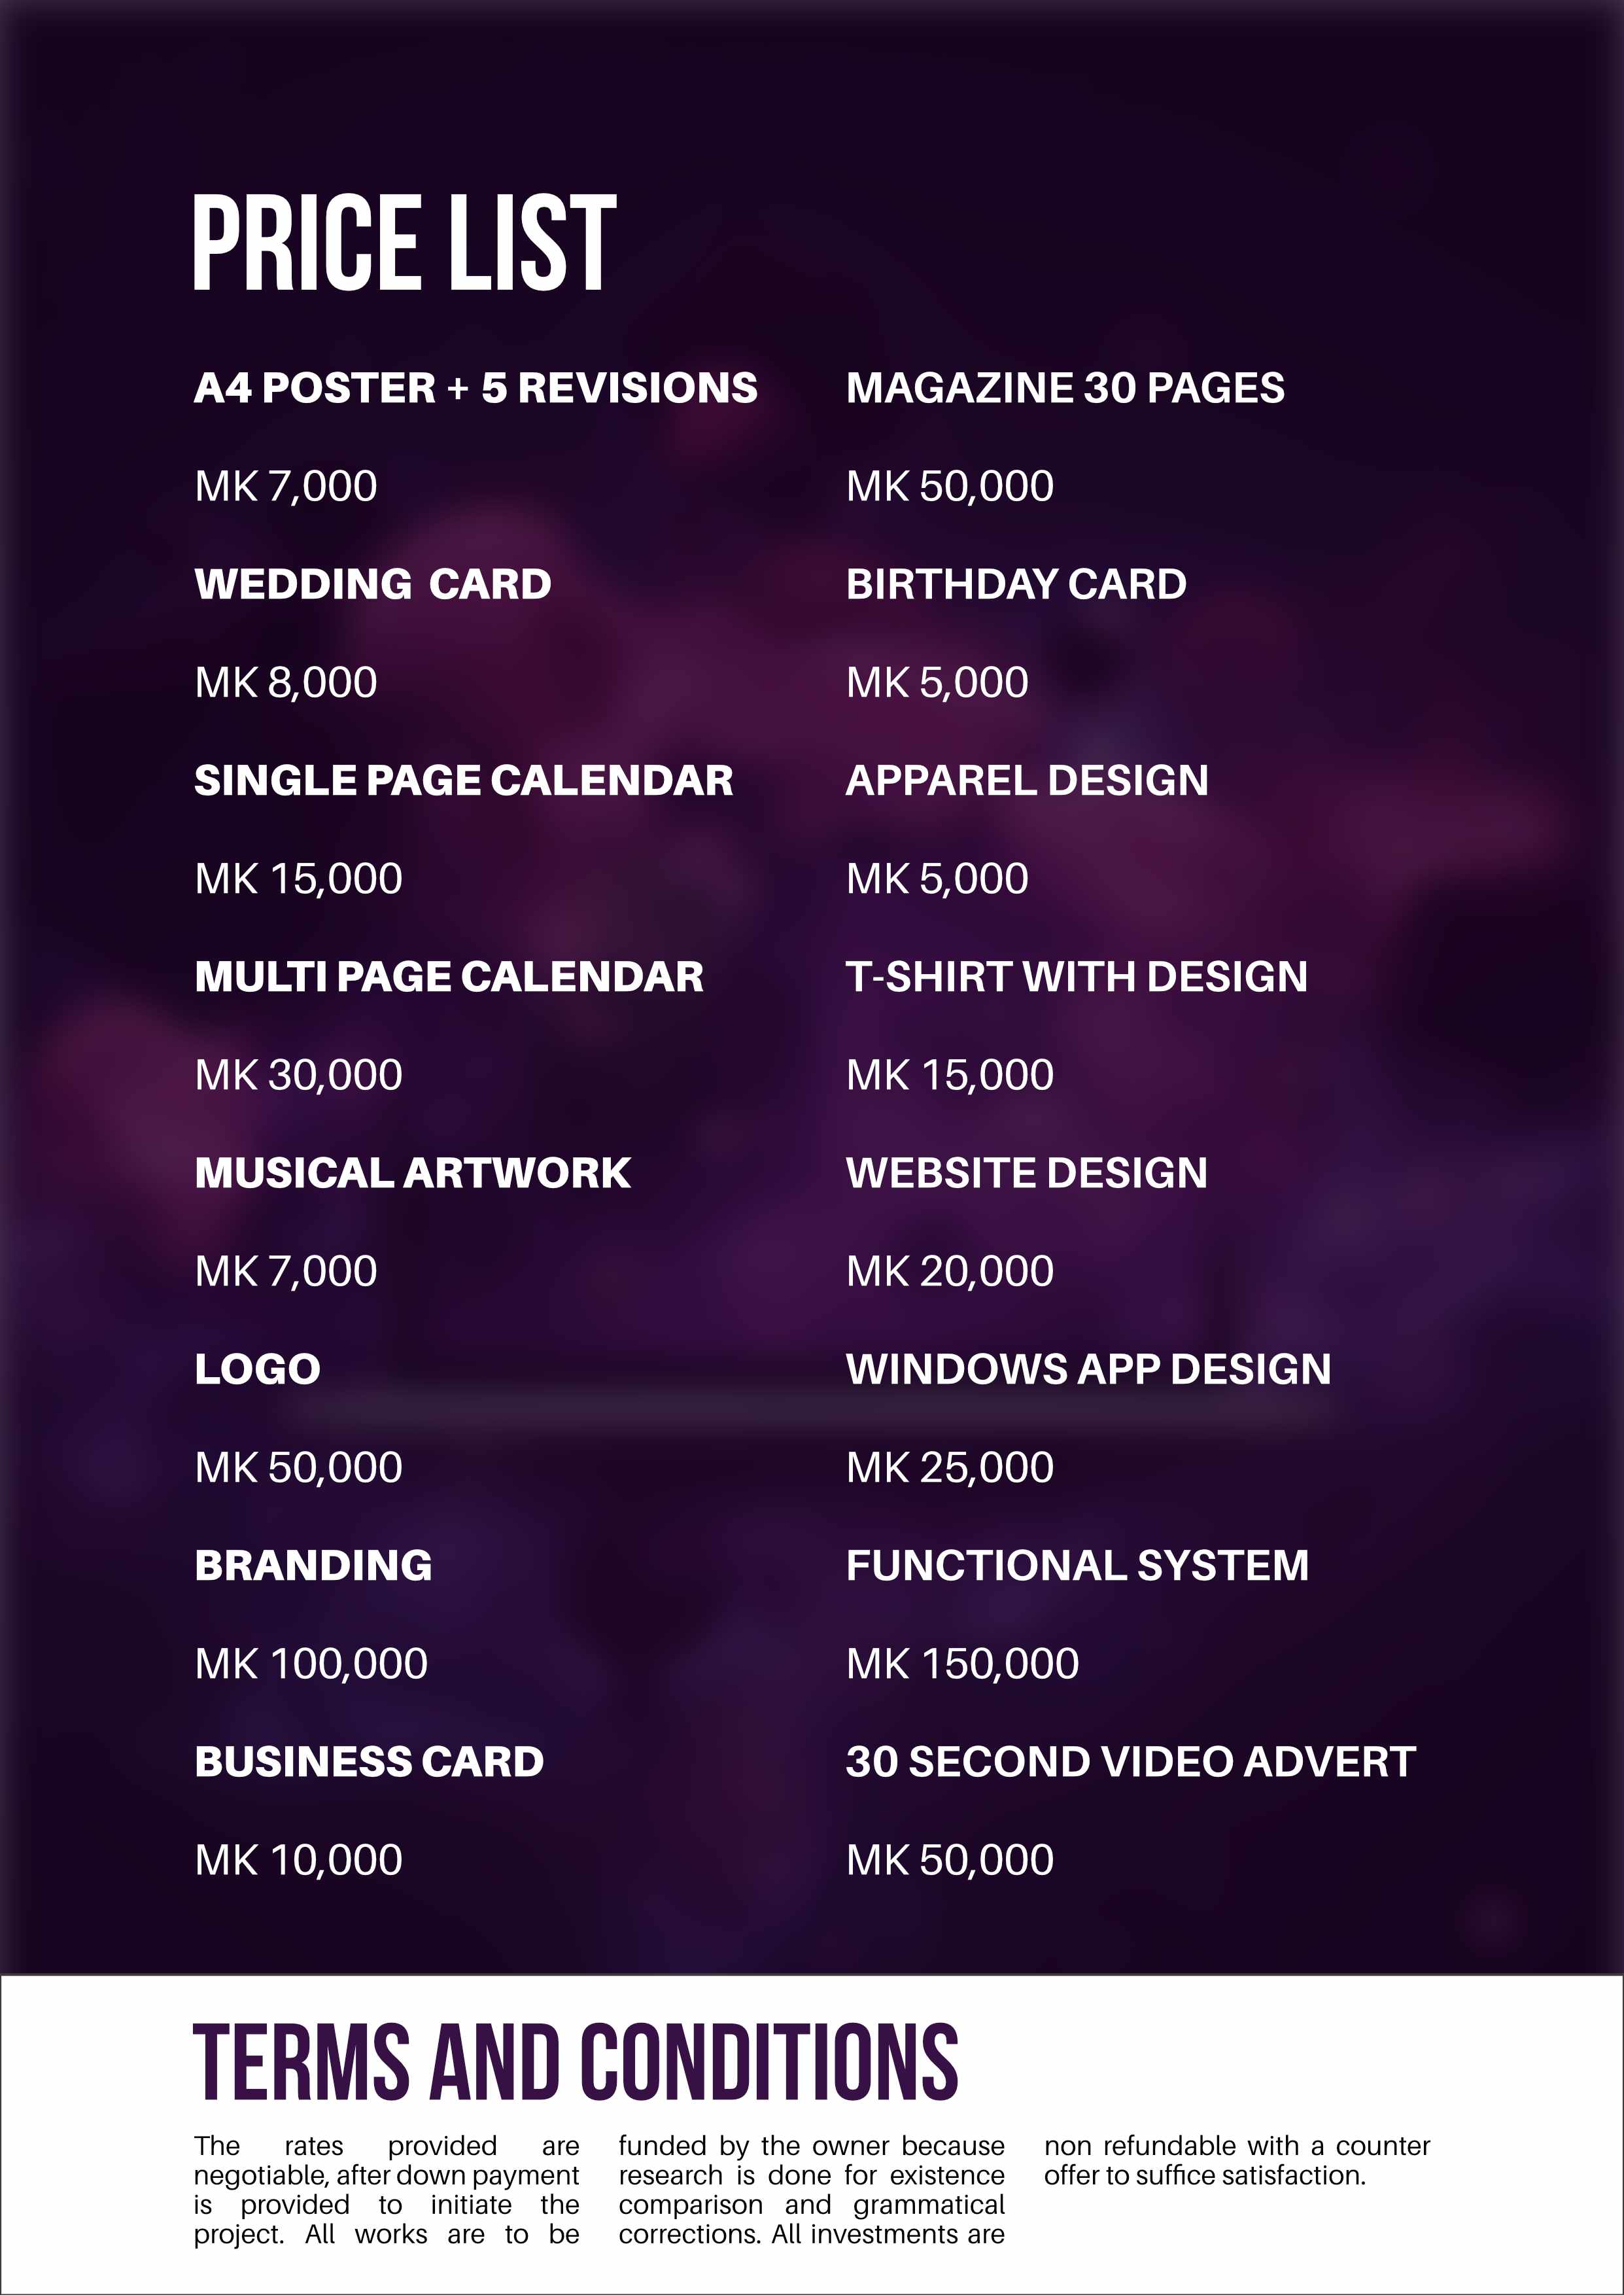 PRICE LIST
A4 POSTER + 5 REVISIONS
MK 7,000
WEDDING CARD
MK 8,000
SINGLE PAGE CALENDAR
MK 15,000
MULTI PAGE CALENDAR
MK 30,000
MUSICAL ARTWORK
MK 7,000
LOGO
MK 50,000
BRANDING
MK 100,000
BUSINESS CARD
MK 10,000
MAGAZINE 30 PAGES
MK 50,000
BIRTHDAY CARD
MK 5,000
APPAREL DESIGN
MK 5,000
T-SHIRT WITH DESIGN
MK 15,000
WEBSITE DESIGN
MK 20,000
WINDOWS APP DESIGN
MK 25,000
FUNCTIONAL SYSTEM
MK 150,000
30 SECOND VIDEO ADVERT
MK 50,000
TERMS AND CONDITIONS
The rates provided are
negotiable, after down payment
is provided to initiate the
project. All works are to be
funded by the owner because
research is done for existence
comparison and grammatical
corrections. All investments are
non refundable with a counter
offer to suffice satisfaction.